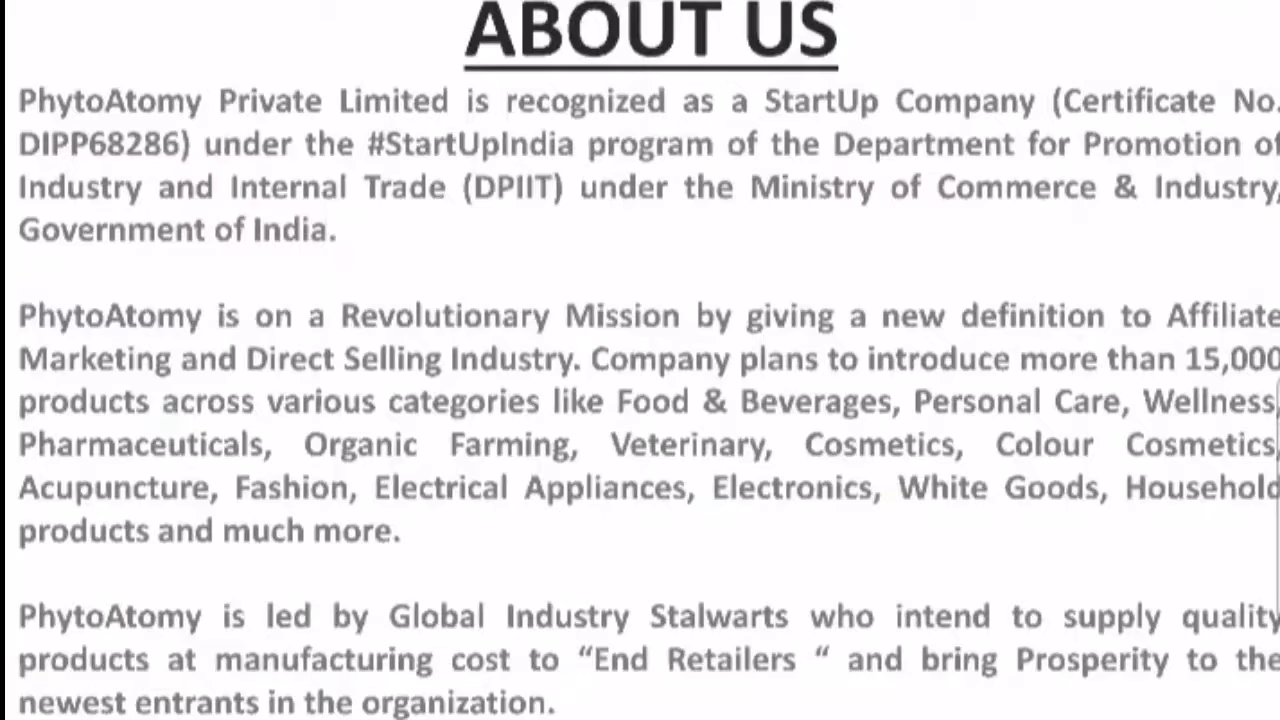 ABOUT US
PhytoAtomy Private Limited is recognized as a StartUp Company (Certificate No.
DIPP68286) under the #StartUpIndia program of the Department for Promotion of
Industry and Internal Trade (DPIIT) under the Ministry of Commerce & Industry,
Government of India.
PhytoAtomy is on a Revolutionary Mission by giving a new definition to Affiliate
Marketing and Direct Selling Industry. Company plans to introduce more than 15,000
products across various categories like Food & Beverages, Personal Care, Wellness,
Pharmaceuticals, Organic Farming, Veterinary, Cosmetics, Colour Cosmetics,
Acupuncture, Fashion, Electrical Appliances, Electronics, White Goods, Household
products and much more.
PhytoAtomy is led by Global Industry Stalwarts who intend to supply quality
products at manufacturing cost to “End Retailers “ and bring Prosperity to the
newest entrants in the organization.